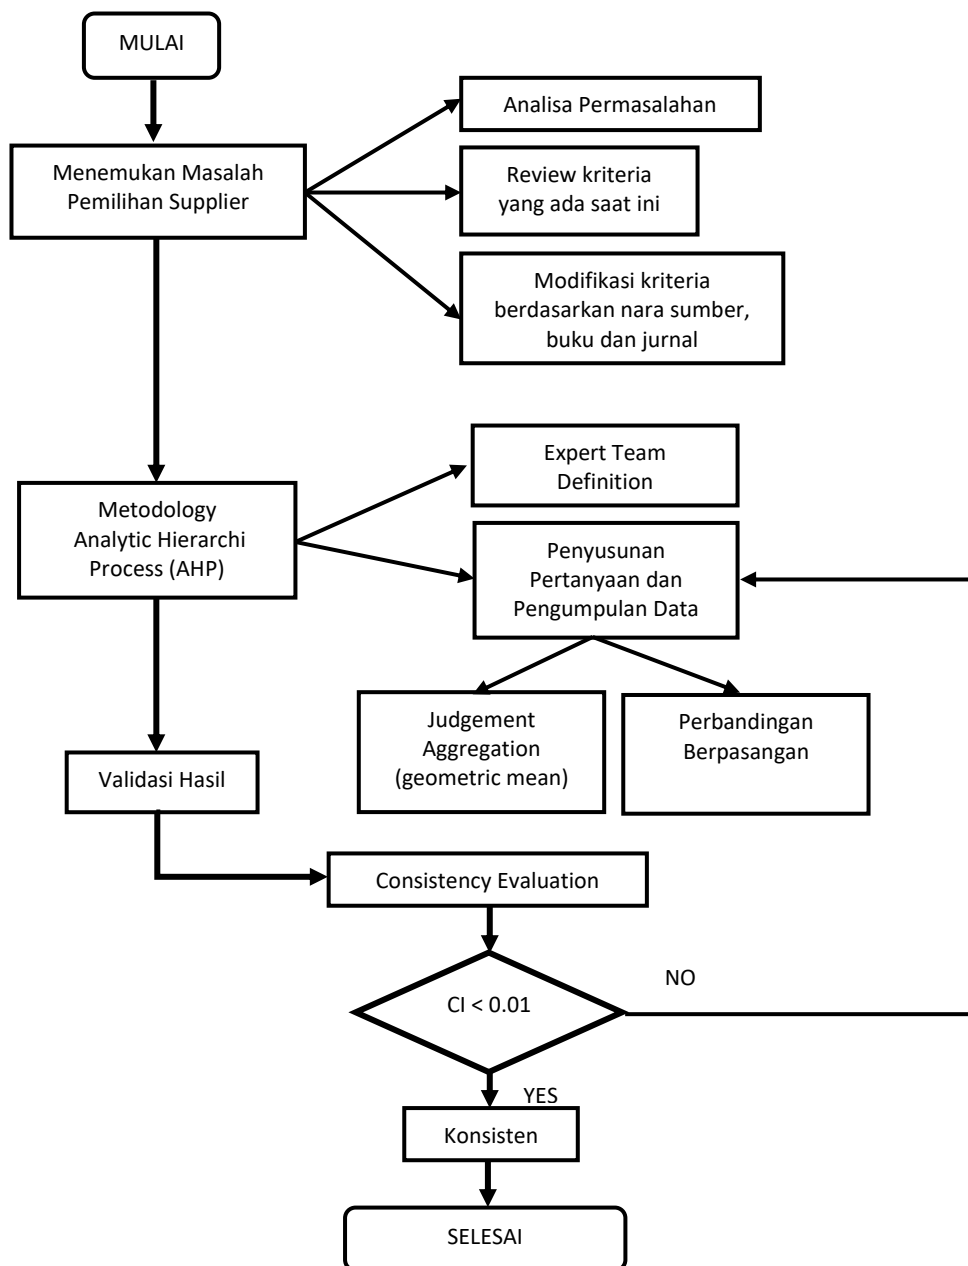 MULAI
Analisa Permasalahan
Menemukan Masalah
Pemilihan Supplier
Review kriteria
yang ada saat ini
Modifikasi kriteria
berdasarkan nara sumber,
buku dan jurnal
Expert Team
Definition
Metodology
Analytic Hierarchi
Process (AHP)
Penyusunan
Pertanyaan dan
Pengumpulan Data
Judgement
Aggregation
(geometric mean)
Perbandingan
Berpasangan
Validasi Hasil
Consistency Evaluation
CI < 0.01
NO
YES
Konsisten
SELESAI